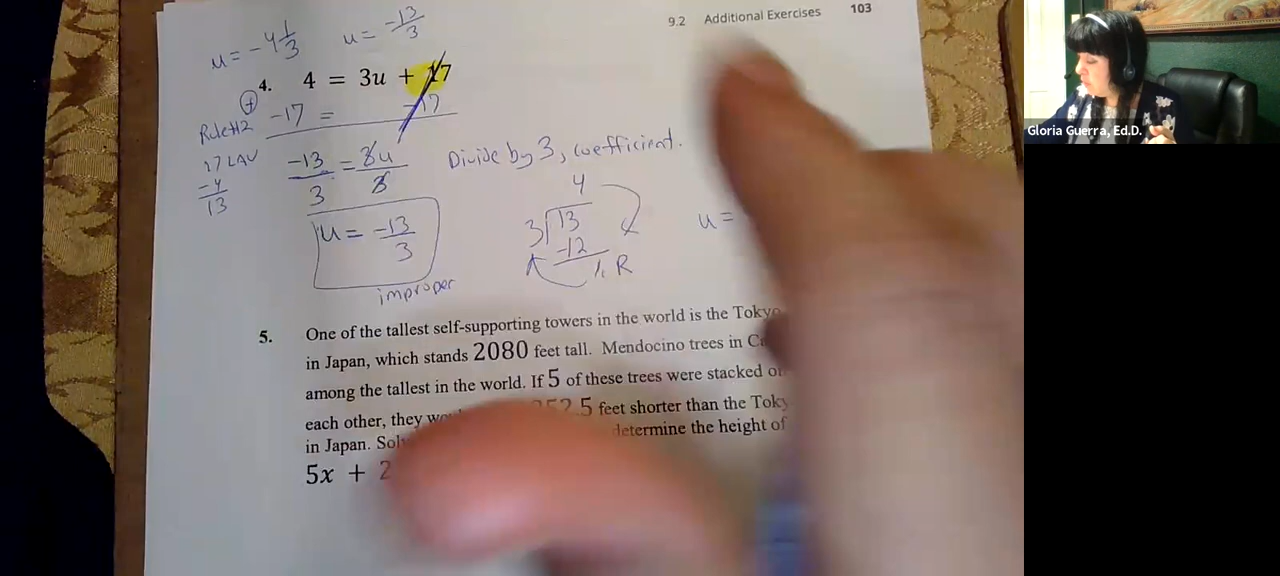 9.2 Additional Exercises 103
u = -4 1/3 u = -13/3
4. 4 = 3u + 17
-17 = -17
Rule #2
17 LAV
-4
13
-13/3 = 3u/3 Divide by 3, coefficient.
u = -13/3
improper
4
3 13
-12
1 R
u =
5. One of the tallest self-supporting towers in the world is the Tokyo
in Japan, which stands 2080 feet tall. Mendocino trees in
among the tallest in the world. If 5 of these trees were stacked
each other, they feet shorter than the
in Japan. determine the height of
5x + 2
Gloria Guerra, Ed.D.